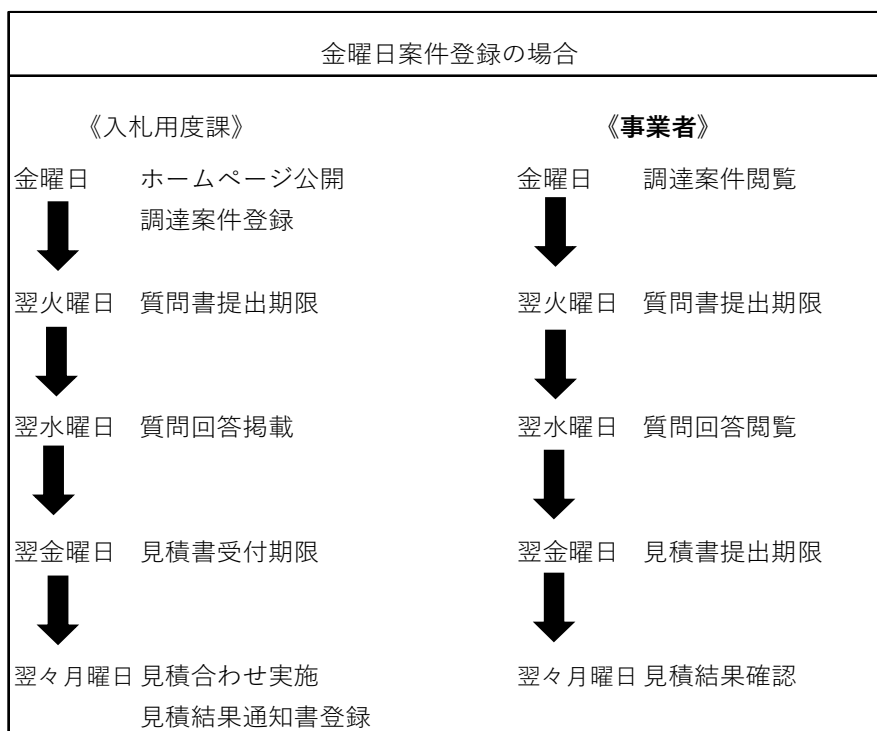 金曜日案件登録の場合
《入札用度課》 《事業者》
金曜日 ホームページ公開 金曜日 調達案件閲覧
調達案件登録
翌火曜日 質問書提出期限 翌火曜日 質問書提出期限
翌水曜日 質問回答掲載 翌水曜日 質問回答閲覧
翌金曜日 見積書受付期限 翌金曜日 見積書提出期限
翌々月曜日 見積合わせ実施 翌々月曜日 見積結果確認
見積結果通知書登録